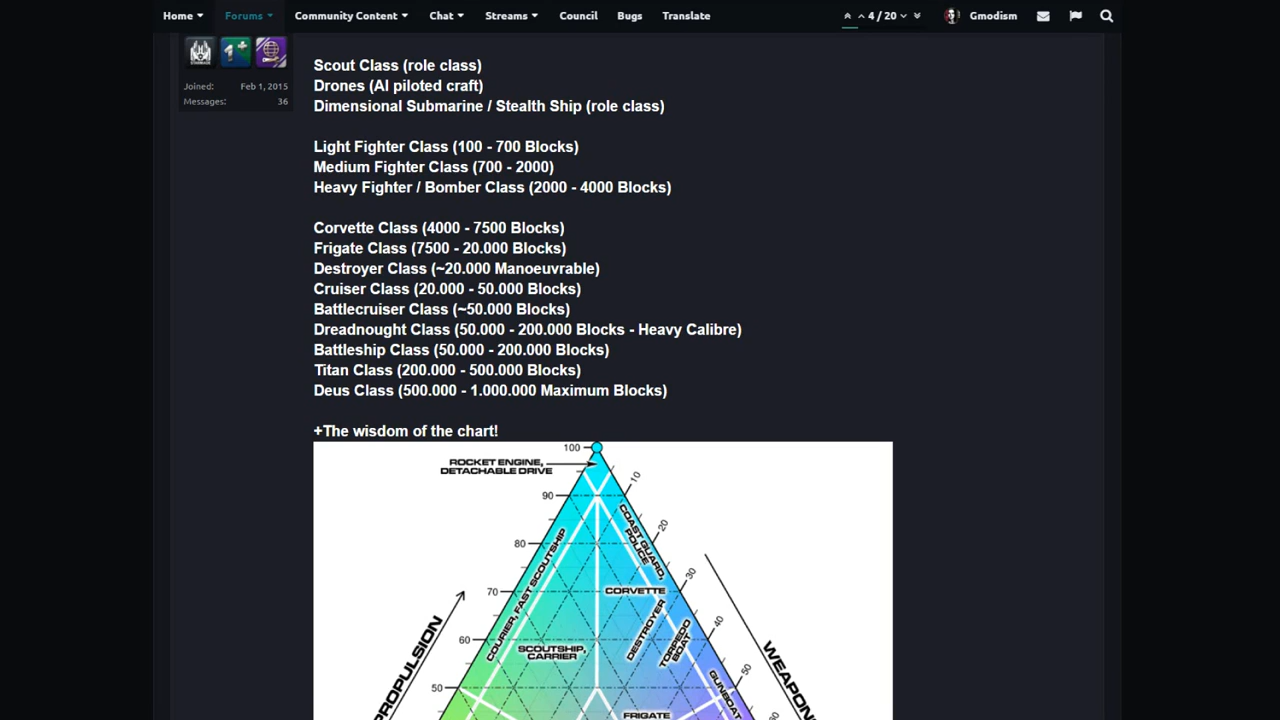 Home Forums Community Content Chat Streams Council Bugs Translate 4 / 20 Gmodism
1+
Joined: Feb 1, 2015
Messages: 36
Scout Class (role class)
Drones (AI piloted craft)
Dimensional Submarine / Stealth Ship (role class)
Light Fighter Class (100 - 700 Blocks)
Medium Fighter Class (700 - 2000)
Heavy Fighter / Bomber Class (2000 - 4000 Blocks)
Corvette Class (4000 - 7500 Blocks)
Frigate Class (7500 - 20.000 Blocks)
Destroyer Class (~20.000 Manoeuvrable)
Cruiser Class (20.000 - 50.000 Blocks)
Battlecruiser Class (~50.000 Blocks)
Dreadnought Class (50.000 - 200.000 Blocks - Heavy Calibre)
Battleship Class (50.000 - 200.000 Blocks)
Titan Class (200.000 - 500.000 Blocks)
Deus Class (500.000 - 1.000.000 Maximum Blocks)
+The wisdom of the chart!
100
ROCKET ENGINE,
DETACHABLE DRIVE
10
90
COAST GUARD,
POLICE
20
80
COURIER, FAST SCOUTSHIP
30
70
CORVETTE
DESTROYER
TORPEDO
BOAT
40
60
SCOUTSHIP,
CARRIER
PROPULSION
WEAPONS
50
50
GUNBOAT
FRIGATE
60